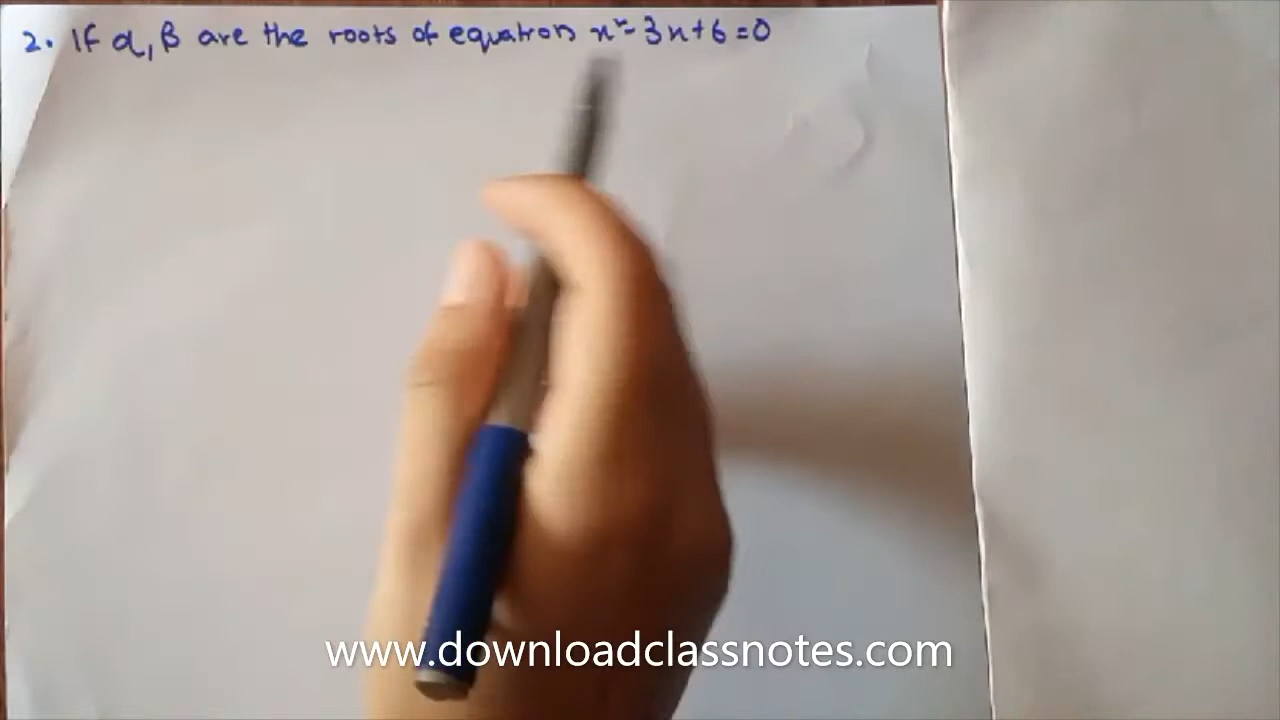 2. If α, β are the roots of equation x²-3x+6=0
www.downloadclassnotes.com